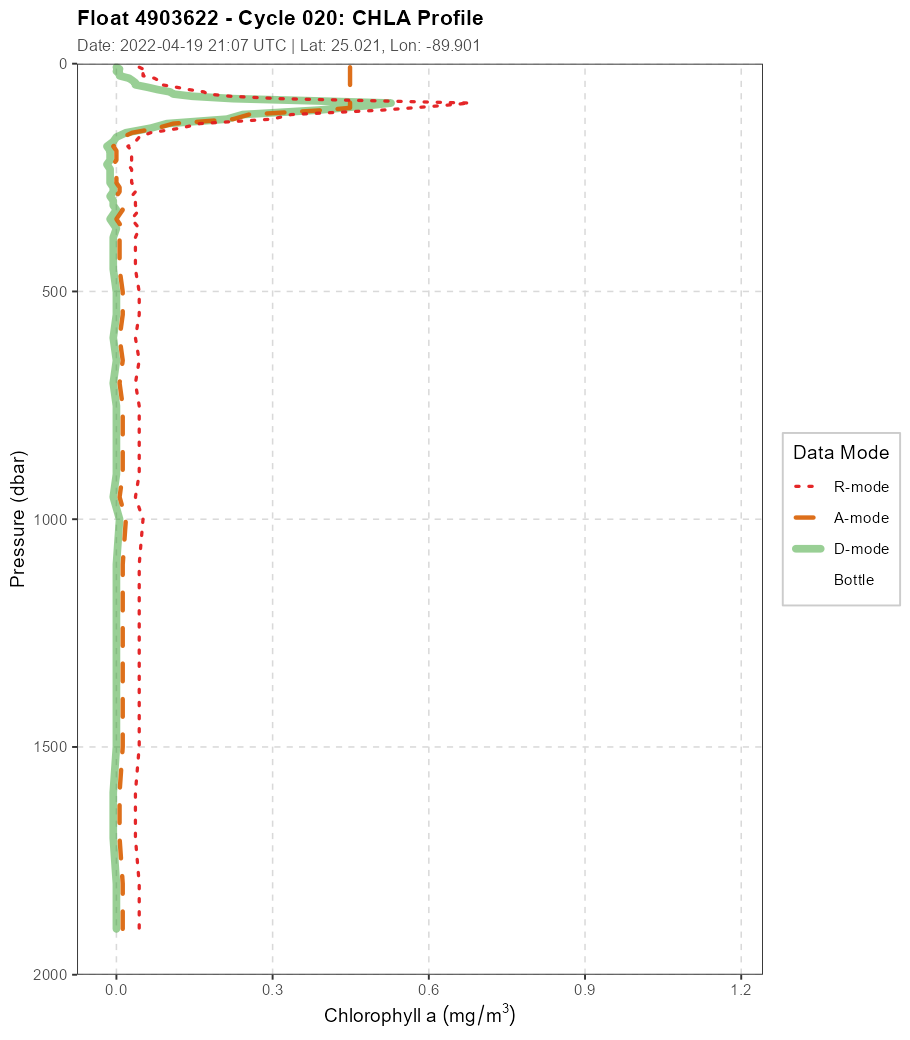 Float 4903622 - Cycle 020: CHLA Profile
Date: 2022-04-19 21:07 UTC | Lat: 25.021, Lon: -89.901
0
500
1000
1500
2000
Pressure (dbar)
0.0 0.3 0.6 0.9 1.2
Chlorophyll a (mg/m³)
Data Mode
R-mode
A-mode
D-mode
Bottle